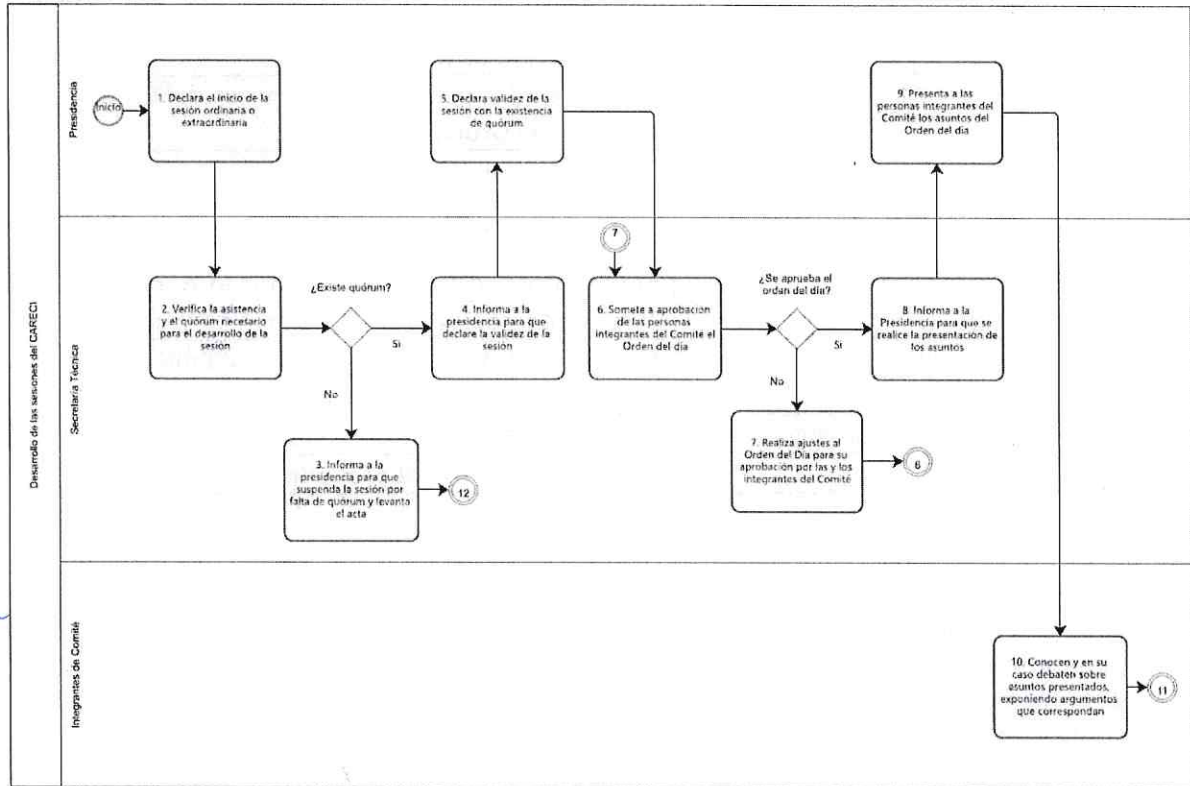 Desarrollo de las sesiones del CARECI
Presidencia
Inicio
1. Declara el inicio de la
sesión ordinaria o
extraordinaria
5. Declara validez de la
sesión con la existencia
de quórum
9. Presenta a las
personas integrantes del
Comité los asuntos del
Orden del día
Secretaría Técnica
2. Verifica la asistencia
y el quórum necesario
para el desarrollo de la
sesión
¿Existe quórum?
Si
No
3. Informa a la
presidencia para que
suspenda la sesión por
falta de quórum y levanta
el acta
12
4. Informa a la
presidencia para que
declare la validez de la
sesión
7
6. Somete a aprobación
de las personas
integrantes del Comité el
Orden del día
¿Se aprueba el
orden del día?
Si
No
7. Realiza ajustes al
Orden del Día para su
aprobación por las y los
integrantes del Comité
6
8. Informa a la
Presidencia para que se
realice la presentación de
los asuntos
Integrantes de Comité
10. Conocen y en su
caso debaten sobre
asuntos presentados,
exponiendo argumentos
que correspondan
11